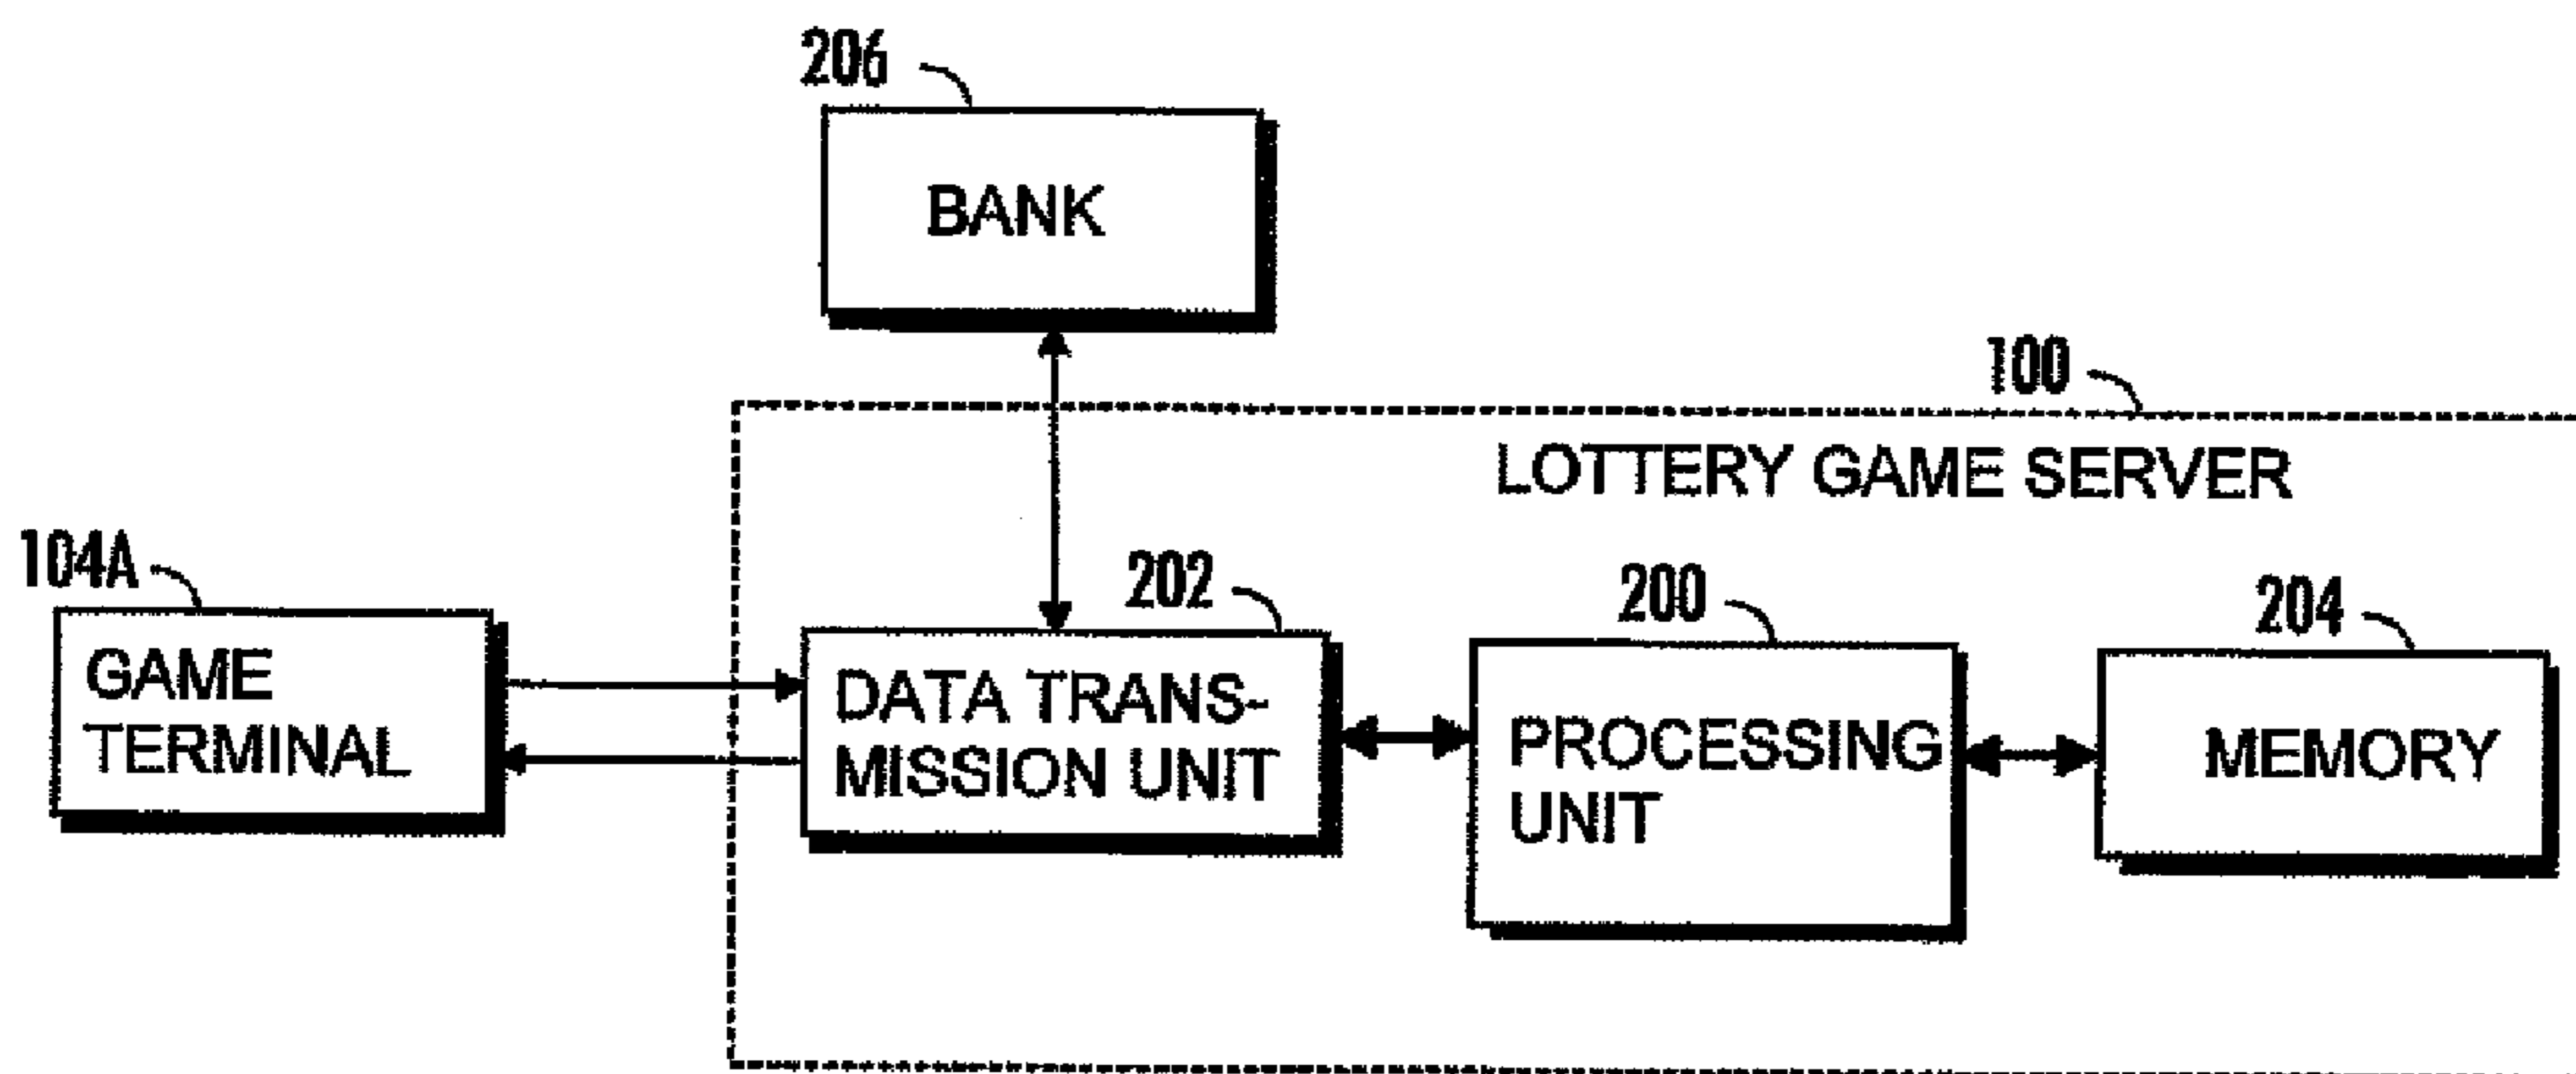 206
BANK
100
LOTTERY GAME SERVER
104A
GAME
TERMINAL
202
DATA TRANS-
MISSION UNIT
200
PROCESSING
UNIT
204
MEMORY